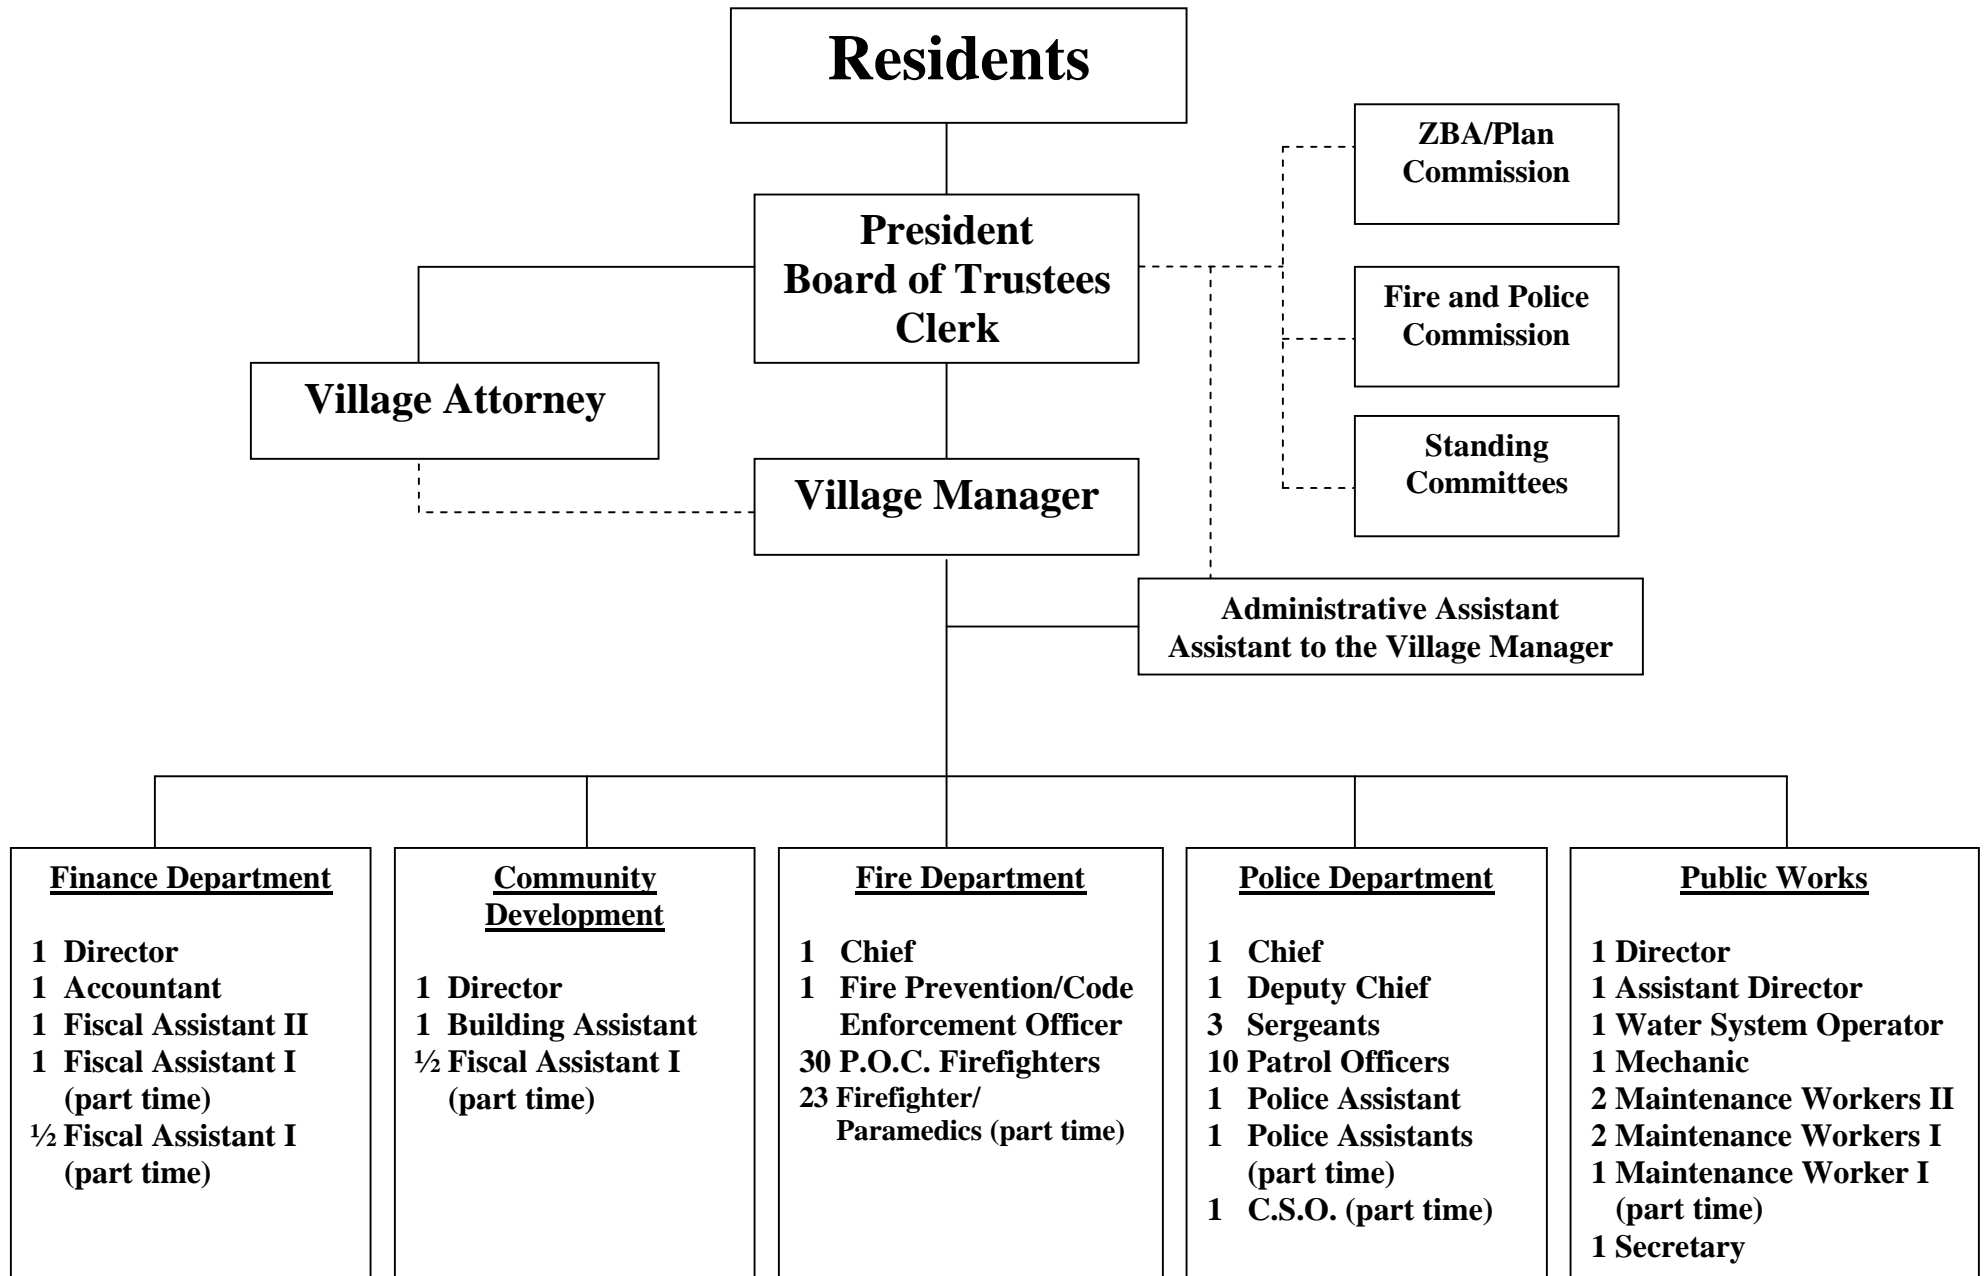 Residents
ZBA/Plan
Commission
President
Board of Trustees
Clerk
Fire and Police
Commission
Village Attorney
Standing
Committees
Village Manager
Administrative Assistant
Assistant to the Village Manager
Finance Department
1 Director
1 Accountant
1 Fiscal Assistant II
1 Fiscal Assistant I
(part time)
½ Fiscal Assistant I
(part time)
Community
Development
1 Director
1 Building Assistant
½ Fiscal Assistant I
(part time)
Fire Department
1 Chief
1 Fire Prevention/Code
Enforcement Officer
30 P.O.C. Firefighters
23 Firefighter/
Paramedics (part time)
Police Department
1 Chief
1 Deputy Chief
3 Sergeants
10 Patrol Officers
1 Police Assistant
1 Police Assistants
(part time)
1 C.S.O. (part time)
Public Works
1 Director
1 Assistant Director
1 Water System Operator
1 Mechanic
2 Maintenance Workers II
2 Maintenance Workers I
1 Maintenance Worker I
(part time)
1 Secretary